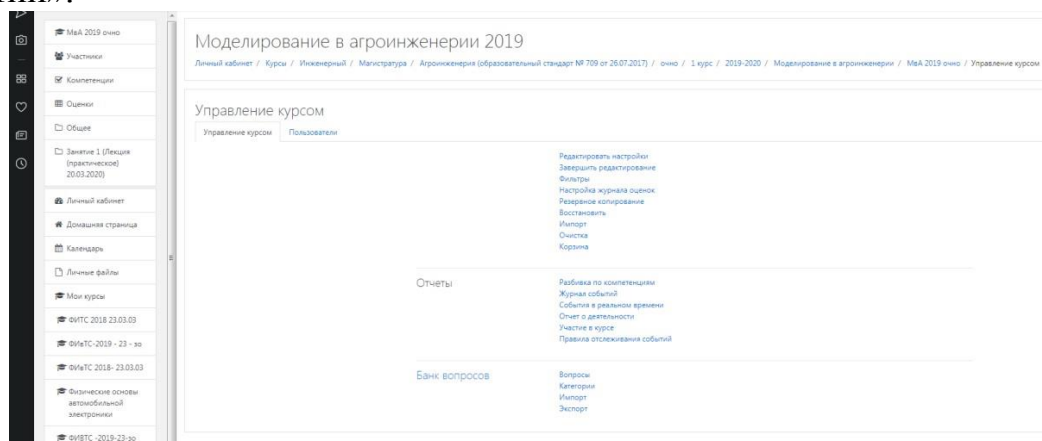 МвА 2019 очно
Участники
Компетенции
Оценки
Общее
Занятие 1 (Лекция
(практическое)
20.03.2020)
Личный кабинет
Домашняя страница
Календарь
Личные файлы
Мои курсы
ФИТС 2018 23.03.03
ФИвТС-2019 - 23 - зо
ФИвТС 2018- 23.03.03
Физические основы
автомобильной
электроники
ФИВТС -2019-23-зо
Моделирование в агроинженерии 2019
Личный кабинет / Курсы / Инженерный / Магистратура / Агроинженерия (образовательный стандарт № 709 от 26.07.2017) / очно / 1 курс / 2019-2020 / Моделирование в агроинженерии / МвА 2019 очно / Управление курсом
Управление курсом
Управление курсом Пользователи
Редактировать настройки
Завершить редактирование
Фильтры
Настройка журнала оценок
Резервное копирование
Восстановить
Импорт
Очистка
Корзина
Отчеты
Разбивка по компетенциям
Журнал событий
События в реальном времени
Отчет о деятельности
Участие в курсе
Правила отслеживания событий
Банк вопросов
Вопросы
Категории
Импорт
Экспорт